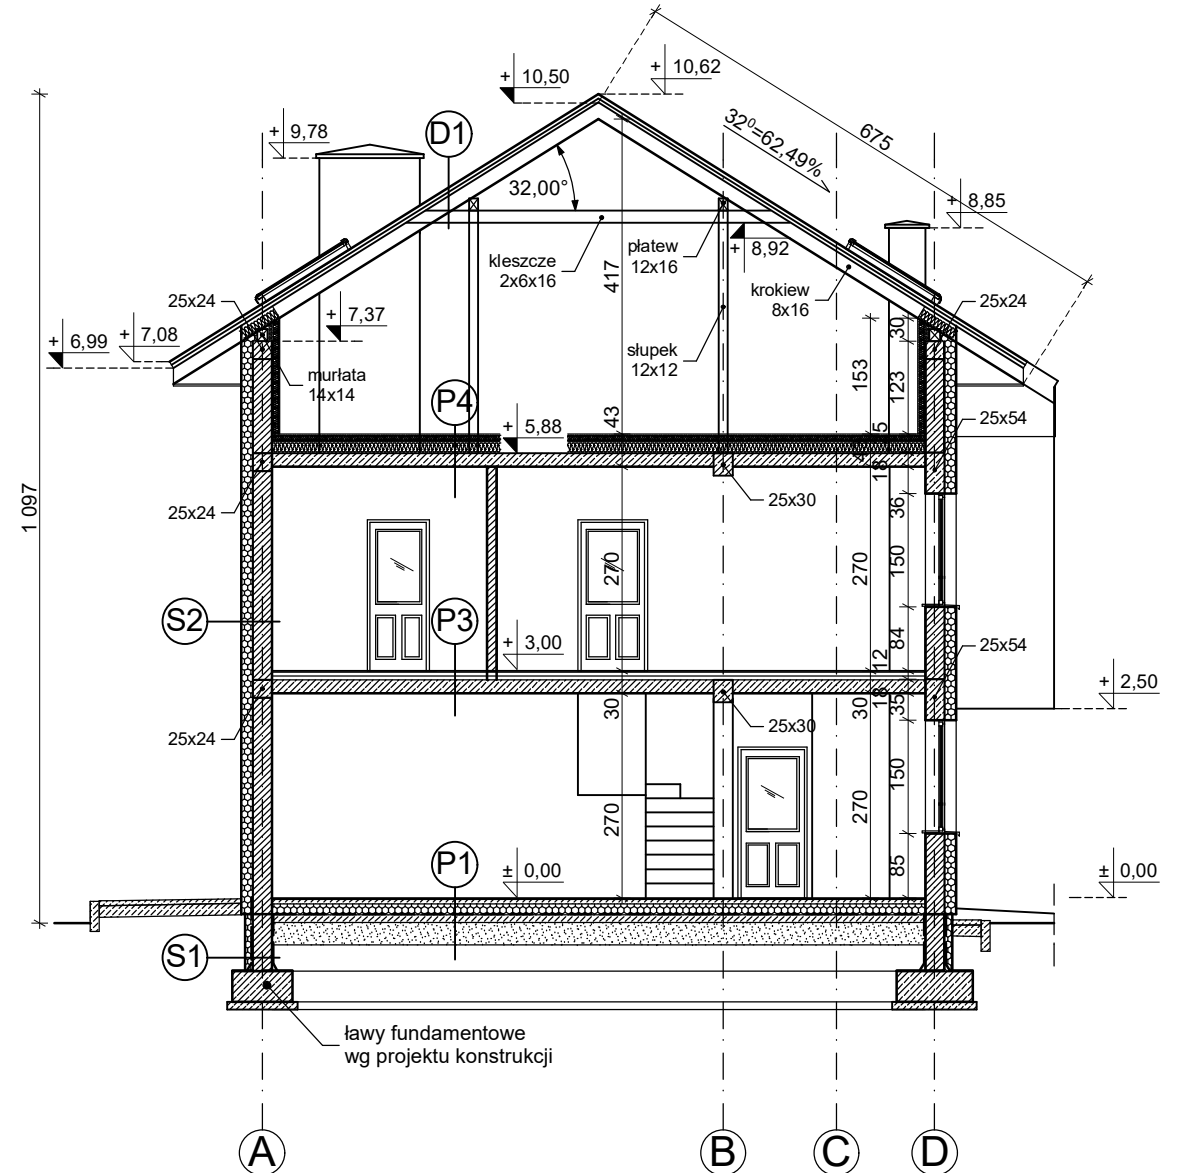 + 10,50
+ 10,62
+ 9,78
D1
32⁰=62,49%
675
32,00°
+ 8,85
kleszcze
2x6x16
płatew
12x16
+ 8,92
krokiew
8x16
417
25x24
25x24
+ 7,37
+ 6,99
+ 7,08
30
murłata
14x14
słupek
12x12
153
123
P4
43
+ 5,88
5
25x54
18
1 097
25x24
25x30
36
270
270
150
S2
P3
+ 3,00
12
84
25x54
+ 2,50
30
30
18
35
25x24
25x30
270
270
150
P1
± 0,00
85
± 0,00
S1
ławy fundamentowe
wg projektu konstrukcji
A
B
C
D